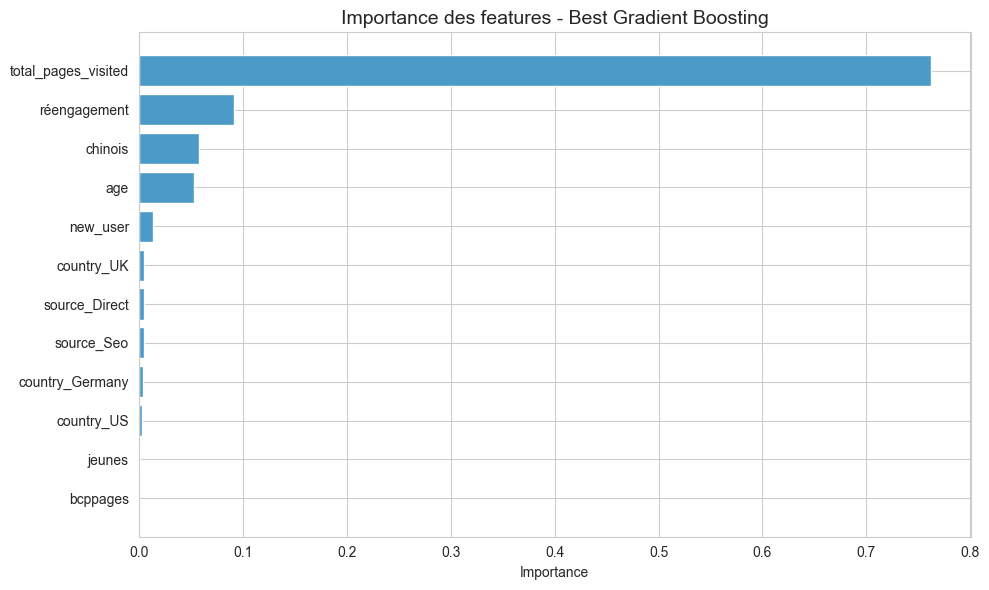 Importance des features - Best Gradient Boosting
total_pages_visited
réengagement
chinois
age
new_user
country_UK
source_Direct
source_Seo
country_Germany
country_US
jeunes
bcppages
0.0 0.1 0.2 0.3 0.4 0.5 0.6 0.7 0.8
Importance